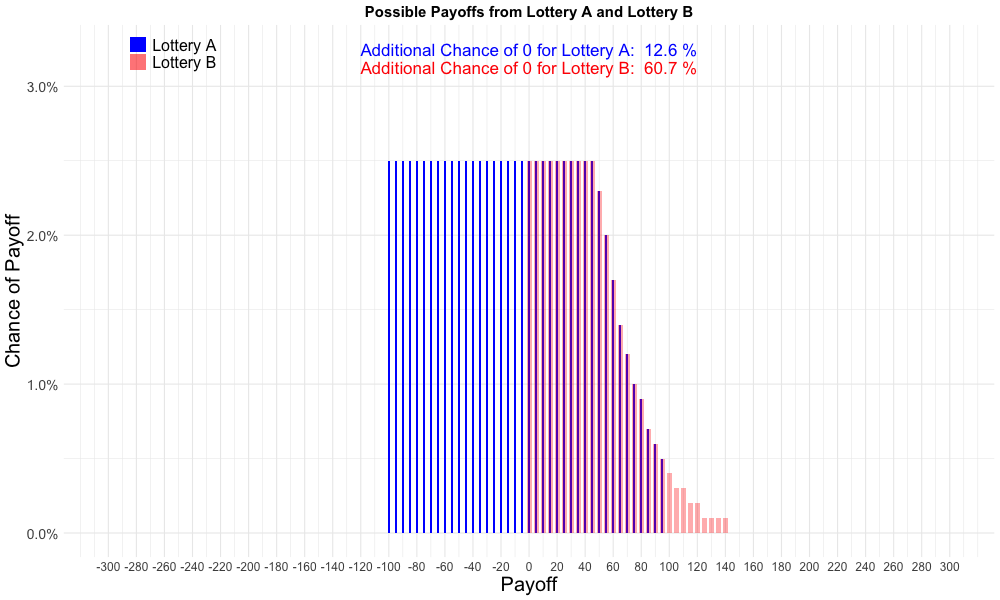 Possible Payoffs from Lottery A and Lottery B
Lottery A
Lottery B
Additional Chance of 0 for Lottery A: 12.6 %
Additional Chance of 0 for Lottery B: 60.7 %
Chance of Payoff
3.0%
2.0%
1.0%
0.0%
-300 -280 -260 -240 -220 -200 -180 -160 -140 -120 -100 -80 -60 -40 -20 0 20 40 60 80 100 120 140 160 180 200 220 240 260 280 300
Payoff